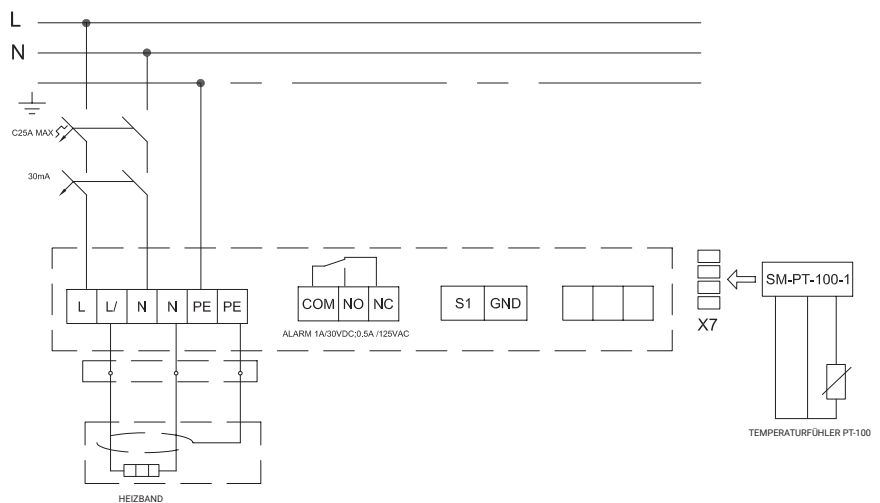 L
N
C25A MAX
30mA
L L/ N N PE PE
COM NO NC
S1 GND
SM-PT-100-1
X7
ALARM 1A/30VDC;0.5A /125VAC
TEMPERATURFÜHLER PT-100
HEIZBAND